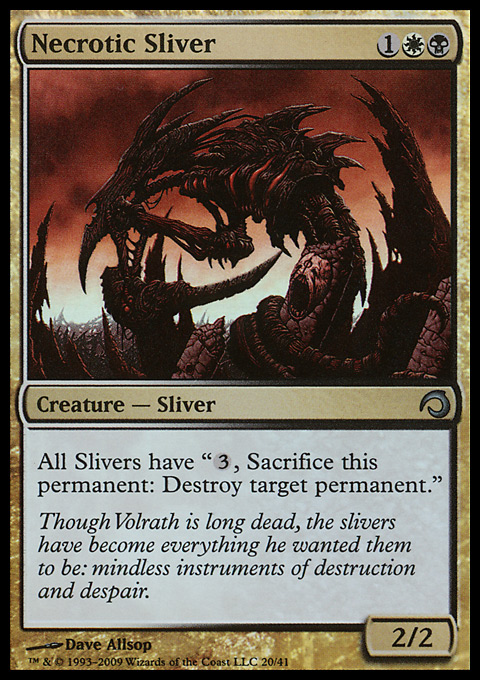 Necrotic Sliver 1
Creature — Sliver
All Slivers have “3, Sacrifice this
permanent: Destroy target permanent.”
Though Volrath is long dead, the slivers
have become everything he wanted them
to be: mindless instruments of destruction
and despair.
2/2
Dave Allsop
™ & © 1993–2009 Wizards of the Coast LLC 20/41